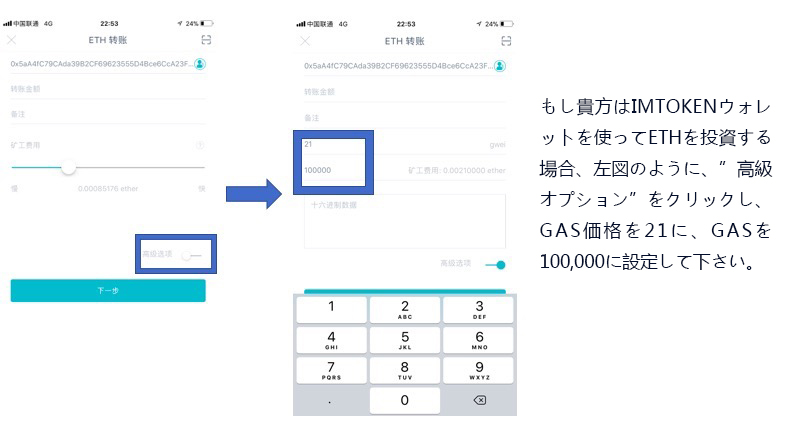 中国联通 4G 22:53 24%
ETH 转账
0x5aA4fC79CAda39B2CF69623555D4Bce6CcA23F...
转账金额
备注
矿工费用
慢 0.00085176 ether 快
高级选项
下一步
中国联通 4G 22:53 24%
ETH 转账
0x5aA4fC79CAda39B2CF69623555D4Bce6CcA23F...
转账金额
备注
21 gwei
100000 矿工费用: 0.00210000 ether
十六进制数据
高级选项
1 2 3
ABC DEF
4 5 6
GHI JKL MNO
7 8 9
PQRS TUV WXYZ
. 0
もし貴方はIMTOKENウォレ
ットを使ってETHを投資する
場合、左図のように、”高級
オプション”をクリックし、
GAS価格を21に、GASを
100,000に設定して下さい。